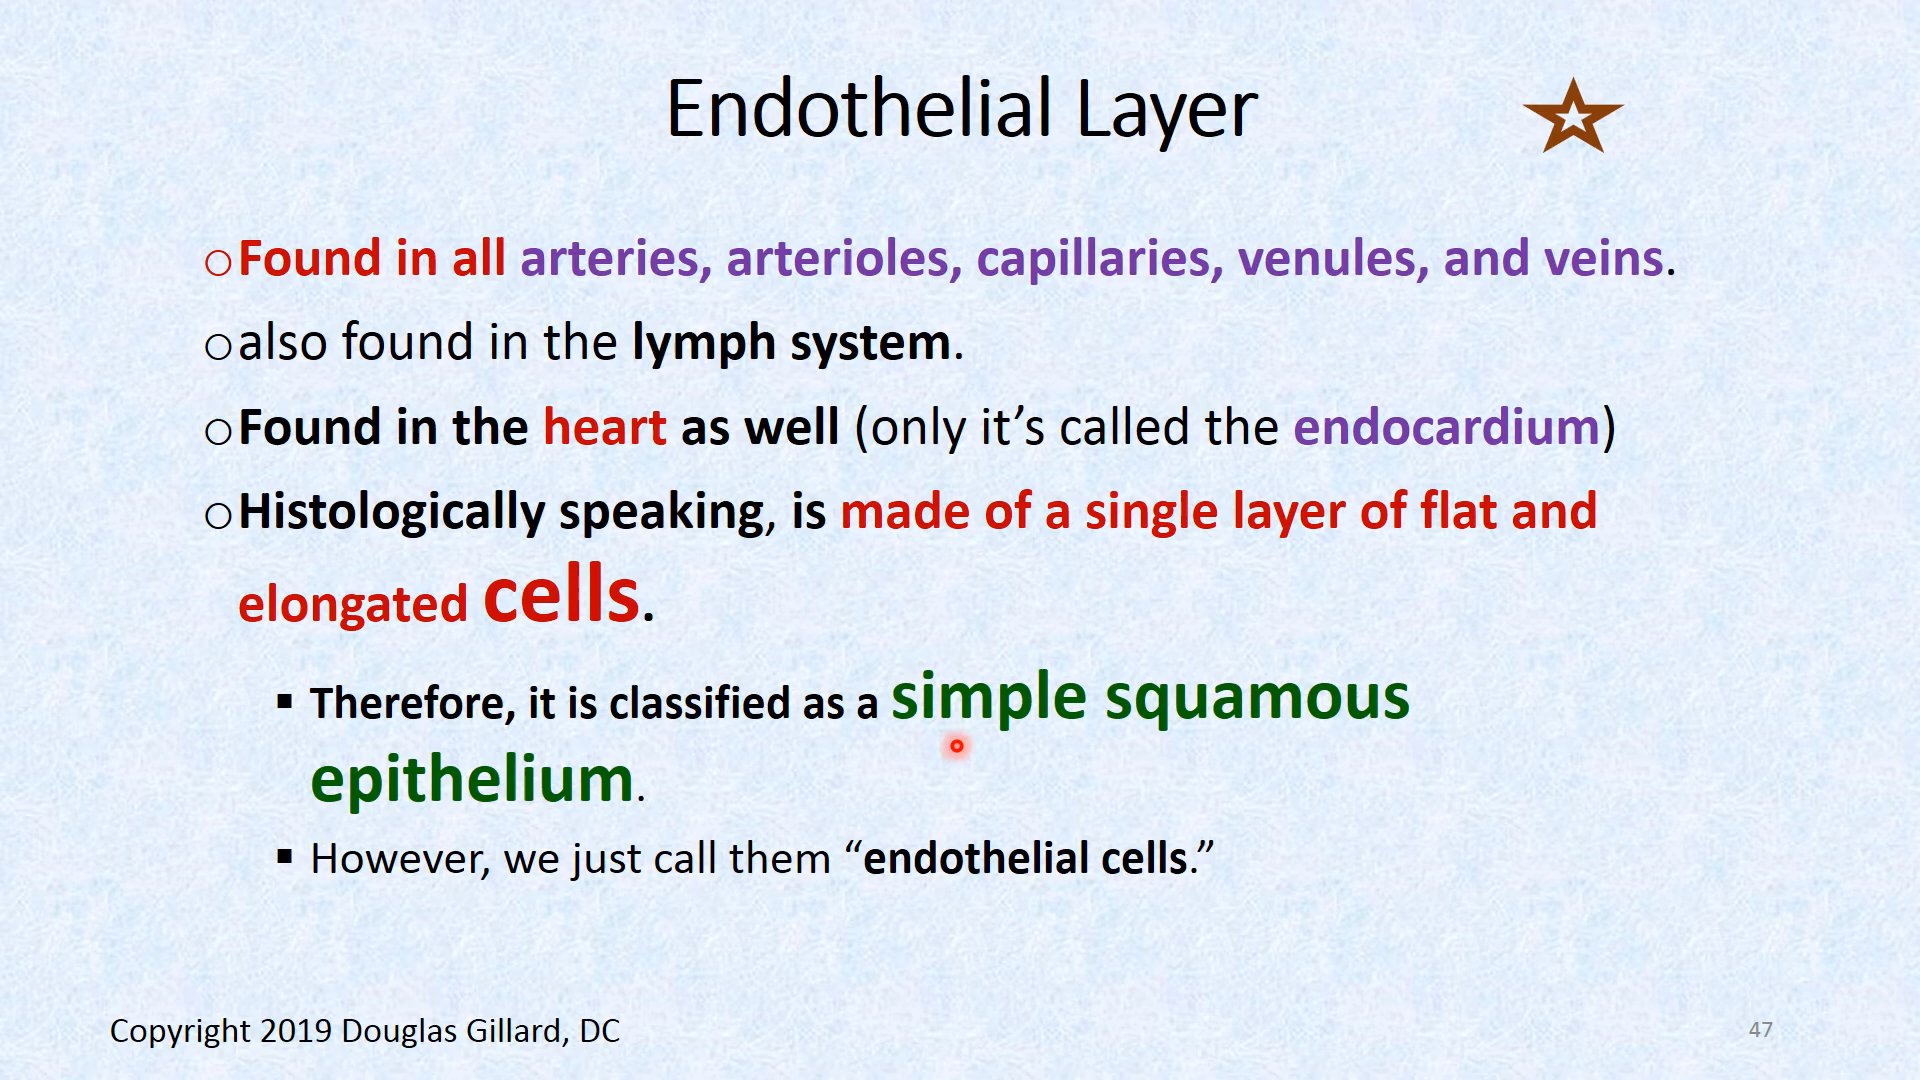 Endothelial Layer
Found in all arteries, arterioles, capillaries, venules, and veins.
also found in the lymph system.
Found in the heart as well (only it’s called the endocardium)
Histologically speaking, is made of a single layer of flat and
elongated cells.
Therefore, it is classified as a simple squamous
epithelium.
However, we just call them “endothelial cells.”
Copyright 2019 Douglas Gillard, DC
47